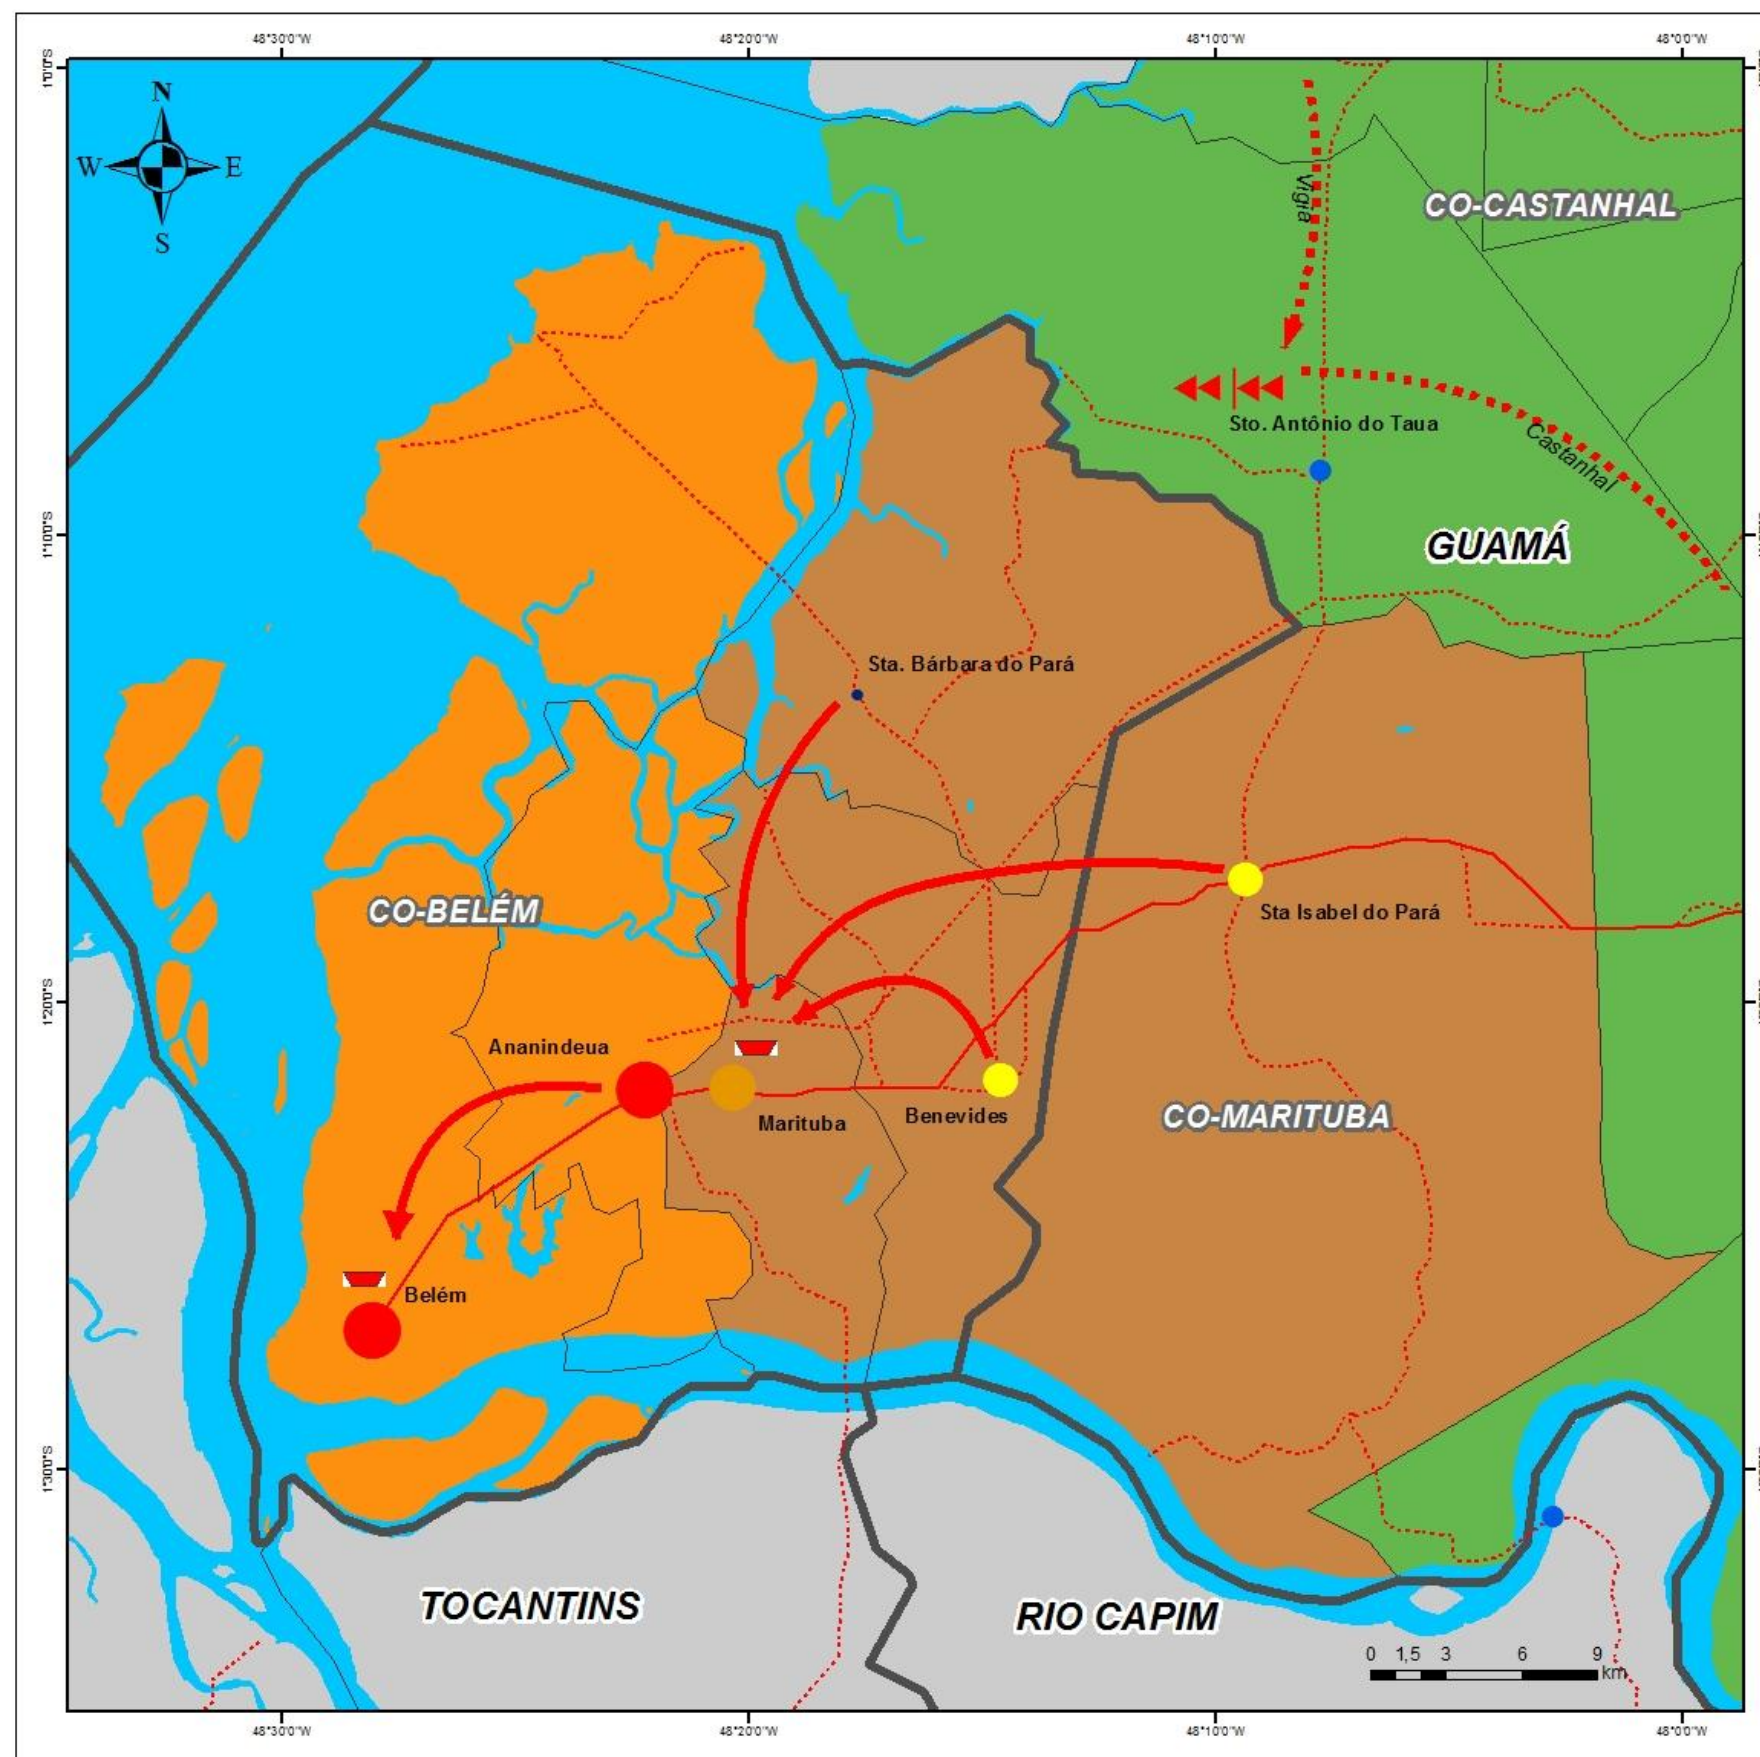 48°30'0"W
48°20'0"W
48°10'0"W
48°0'0"W
1°0'0"S
N
W
E
S
Vigia
CO-CASTANHAL
Sto. Antônio do Taua
Castanhal
1°10'0"S
GUAMÁ
Sta. Bárbara do Pará
CO-BELÉM
Sta Isabel do Pará
1°20'0"S
Ananindeua
Marituba
Benevides
CO-MARITUBA
Belém
1°30'0"S
TOCANTINS
RIO CAPIM
0 1,5 3 6 9
km
48°30'0"W
48°20'0"W
48°10'0"W
48°0'0"W